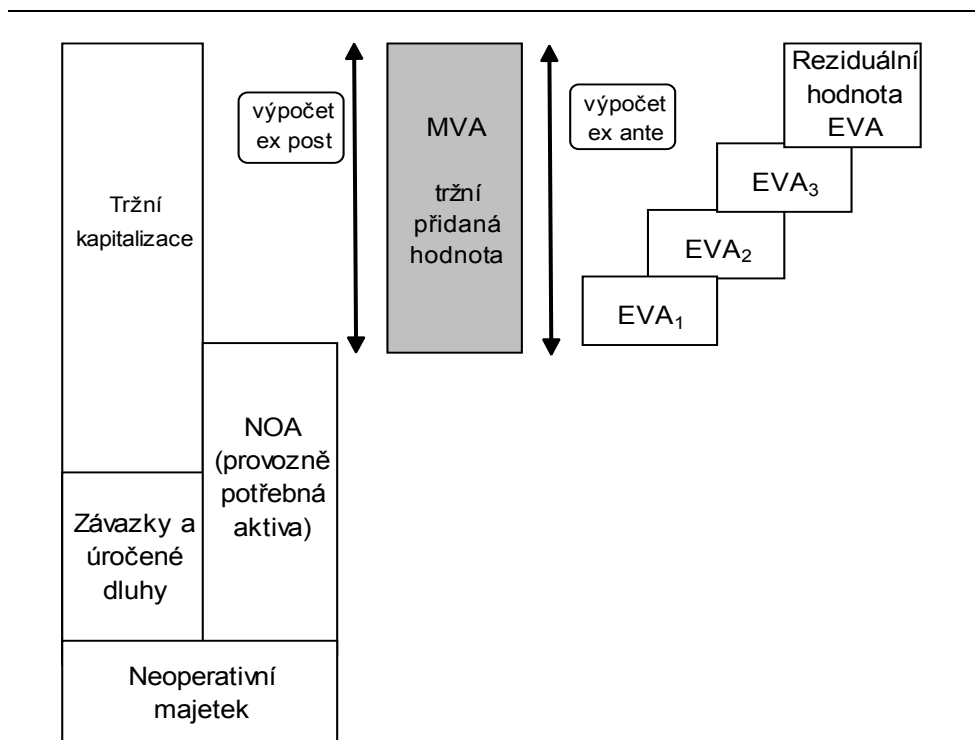 Tržní
kapitalizace
Závazky a
úročené
dluhy
NOA
(provozně
potřebná
aktiva)
Neoperativní
majetek
výpočet
ex post
MVA
tržní
přidaná
hodnota
výpočet
ex ante
Reziduální
hodnota
EVA
EVA₃
EVA₂
EVA₁